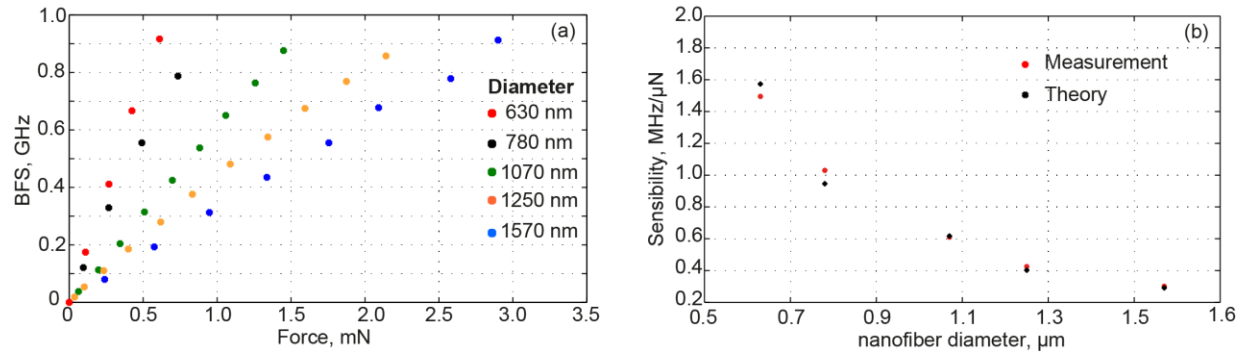 (a)
1.0
0.8
0.6
0.4
0.2
0
BFS, GHz
0 0.5 1.0 1.5 2.0 2.5 3.0 3.5
Force, mN
Diameter
630 nm
780 nm
1070 nm
1250 nm
1570 nm
(b)
2.0
1.8
1.6
1.4
1.2
1.0
0.8
0.6
0.4
0.2
Sensibility, MHz/µN
0.5 0.7 0.9 1.1 1.3 1.5 1.6
nanofiber diameter, µm
Measurement
Theory